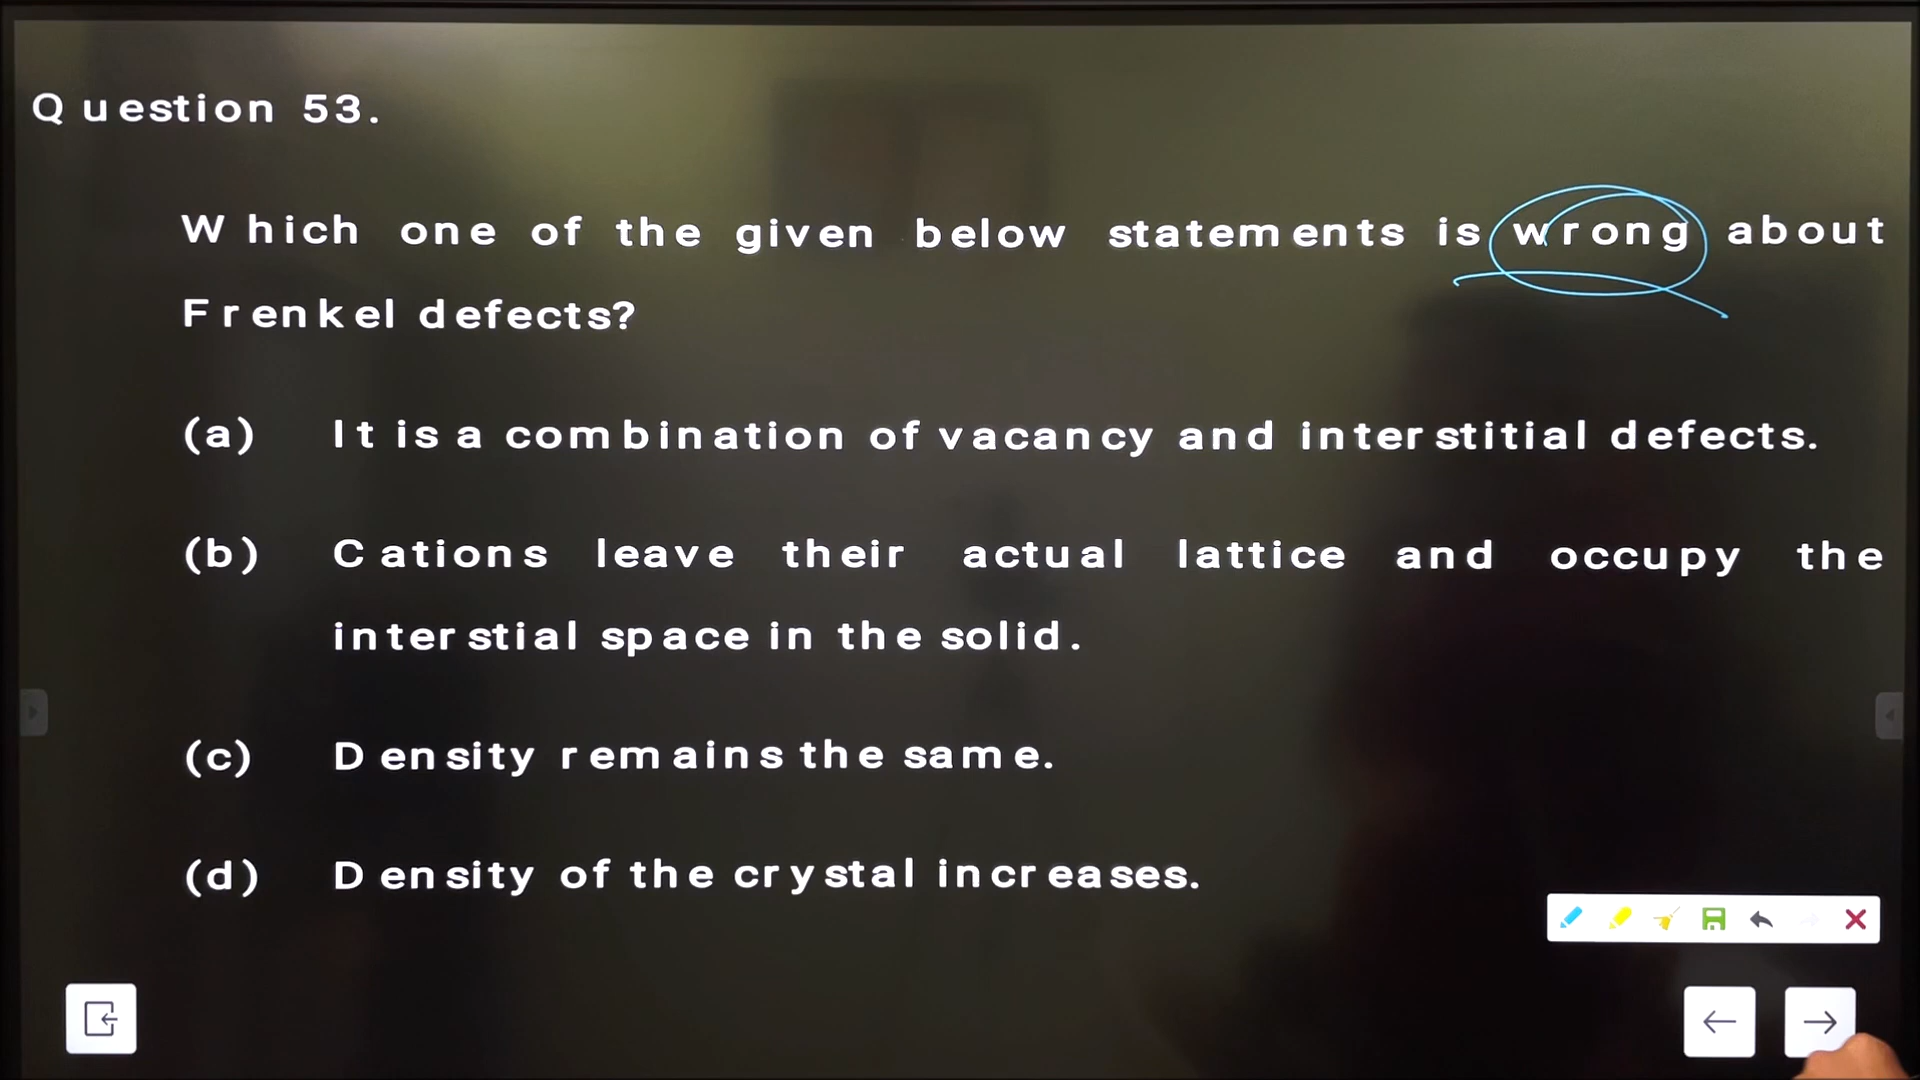 Question 53.
Which one of the given below statements is wrong about
Frenkel defects?
(a) It is a combination of vacancy and interstitial defects.
(b) Cations leave their actual lattice and occupy the
interstial space in the solid.
(c) Density remains the same.
(d) Density of the crystal increases.